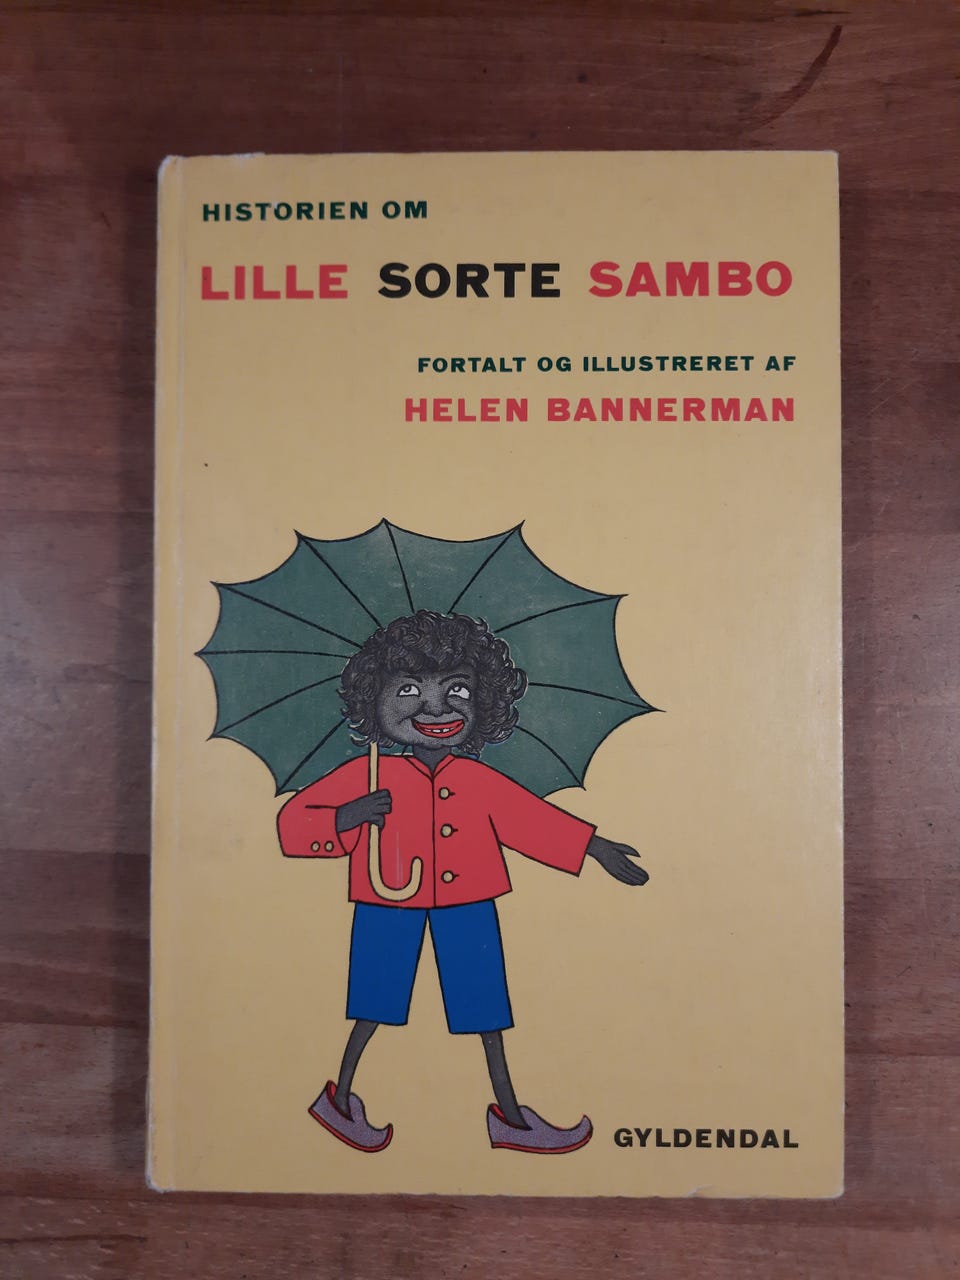 HISTORIEN OM
LILLE SORTE SAMBO
FORTALT OG ILLUSTRERET AF
HELEN BANNERMAN
GYLDENDAL